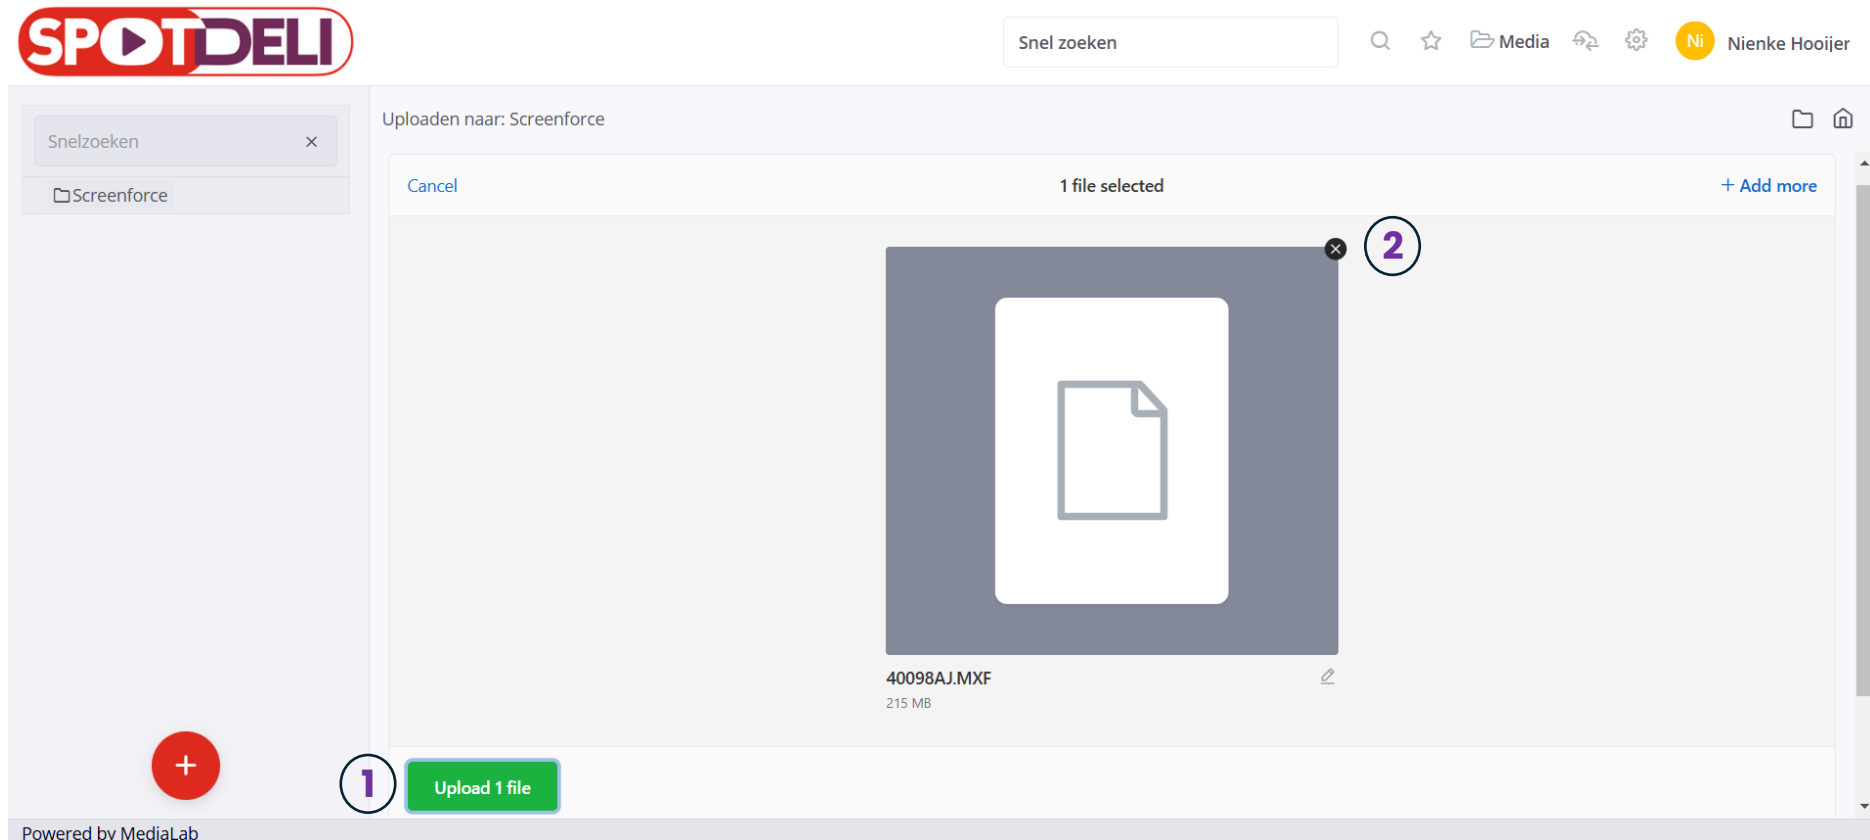 SPOTDELI
Snel zoeken
Media
Ni
Nienke Hooijer
Snelzoeken
Screenforce
Uploaden naar: Screenforce
Cancel
1 file selected
+ Add more
2
40098AJ.MXF
215 MB
1
Upload 1 file
Powered by MediaLab